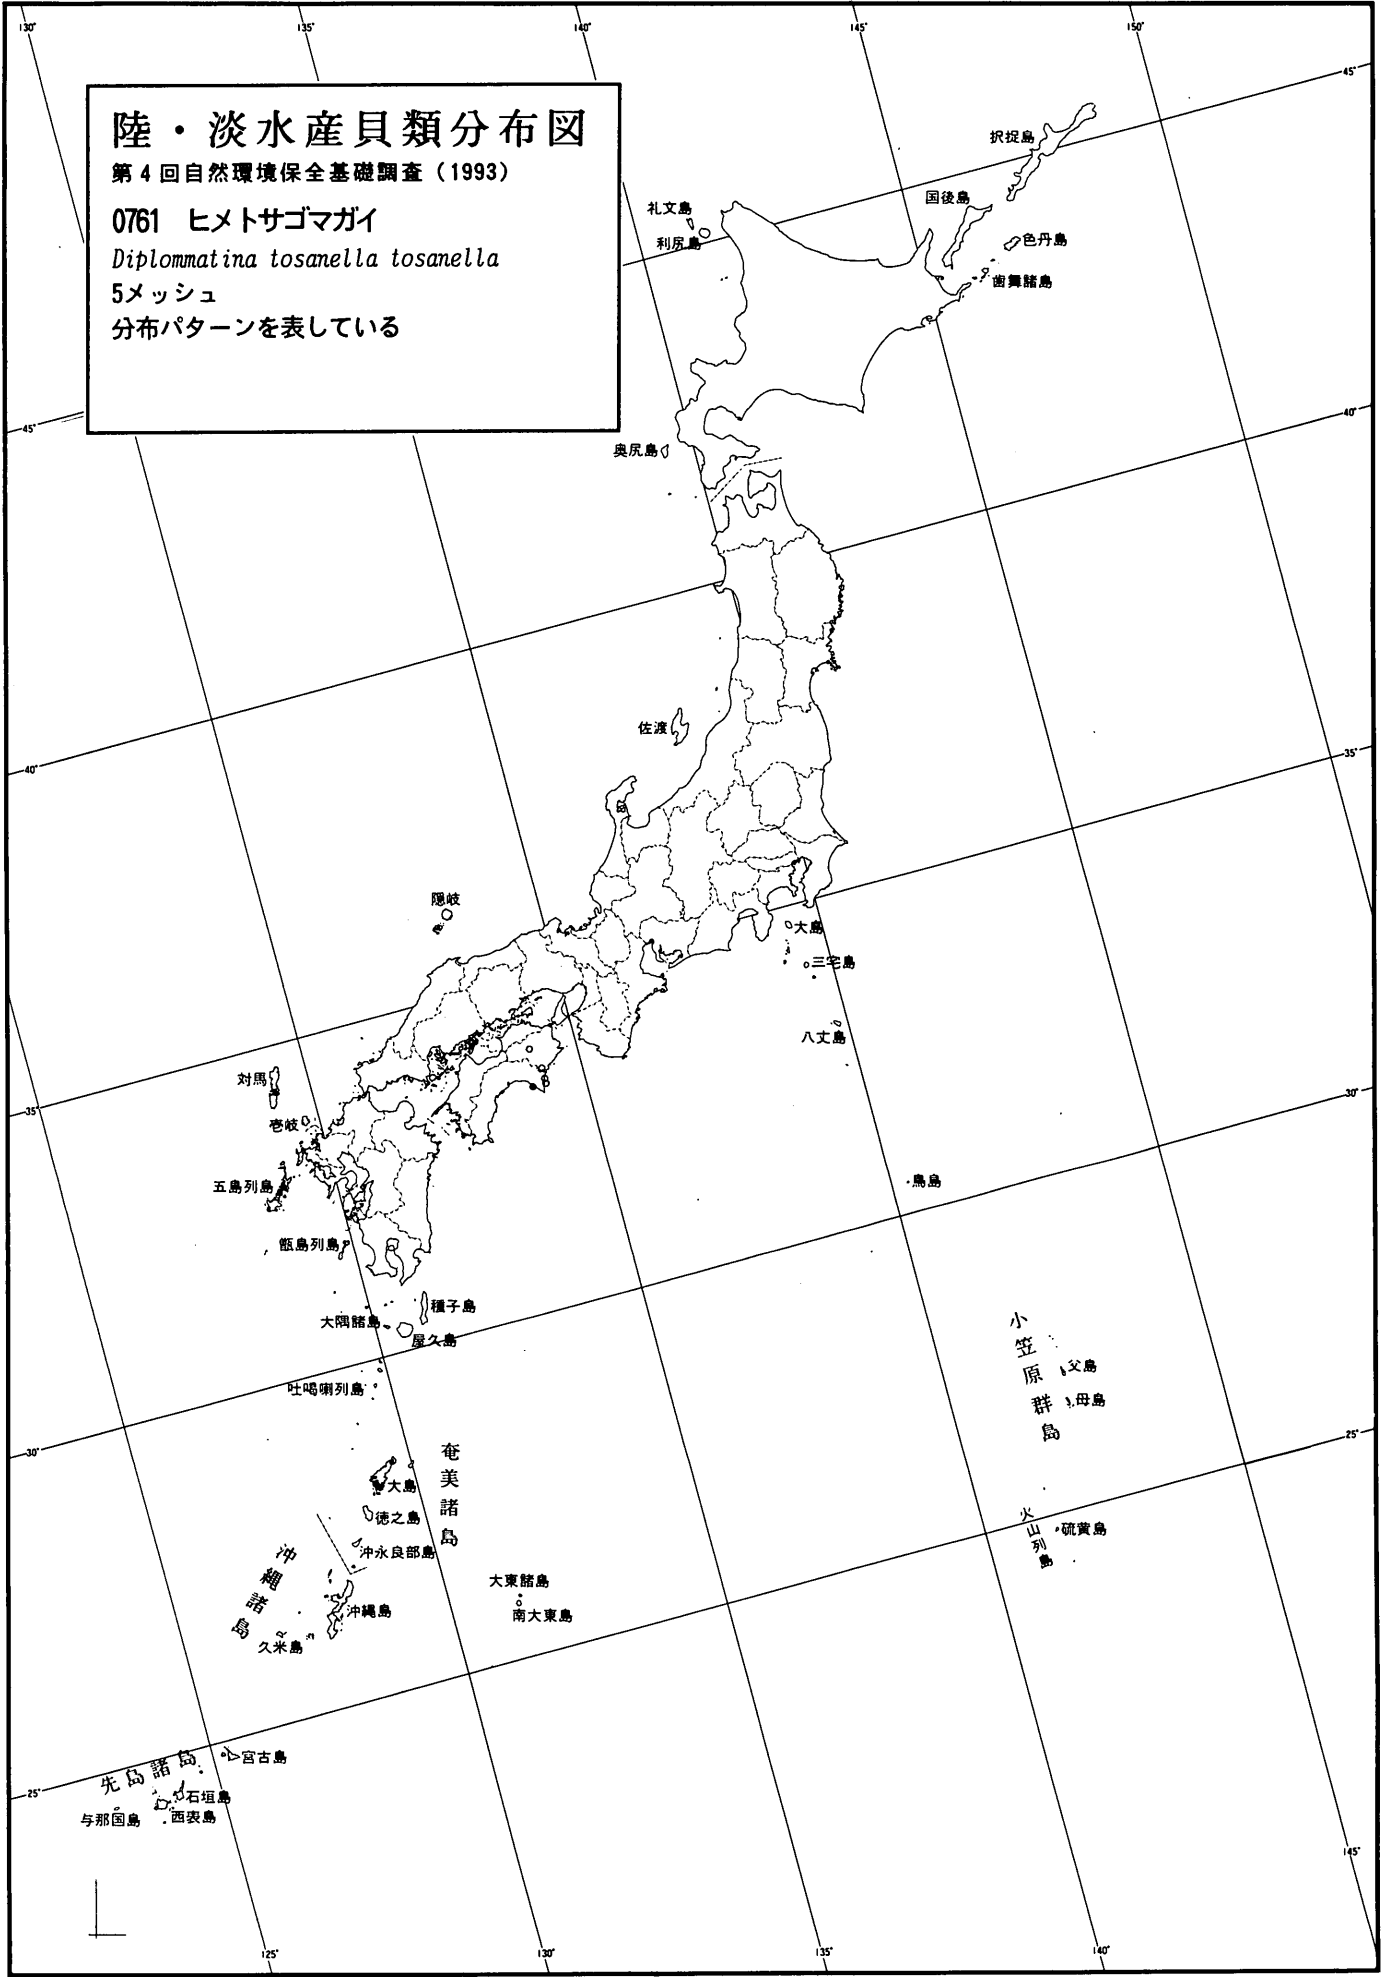 130°
135°
140°
145°
150°
45°
陸・淡水産貝類分布図
第4回自然環境保全基礎調査（1993）
0761 ヒメトサゴマガイ
Diplommatina tosanella tosanella
5メッシュ
分布パターンを表している
択捉島
国後島
色丹島
歯舞諸島
礼文島
利尻島
45°
40°
奥尻島
佐渡
40°
35°
隠岐
大島
三宅島
八丈島
対馬
壱岐
35°
30°
五島列島
鳥島
甑島列島
種子島
大隅諸島
屋久島
吐喝喇列島
小笠原群島
父島
母島
30°
25°
奄美諸島
大島
徳之島
沖永良部島
沖縄諸島
沖縄島
久米島
大東諸島
南大東島
火山列島
硫黄島
先島諸島
宮古島
石垣島
西表島
与那国島
25°
145°
125°
130°
135°
140°